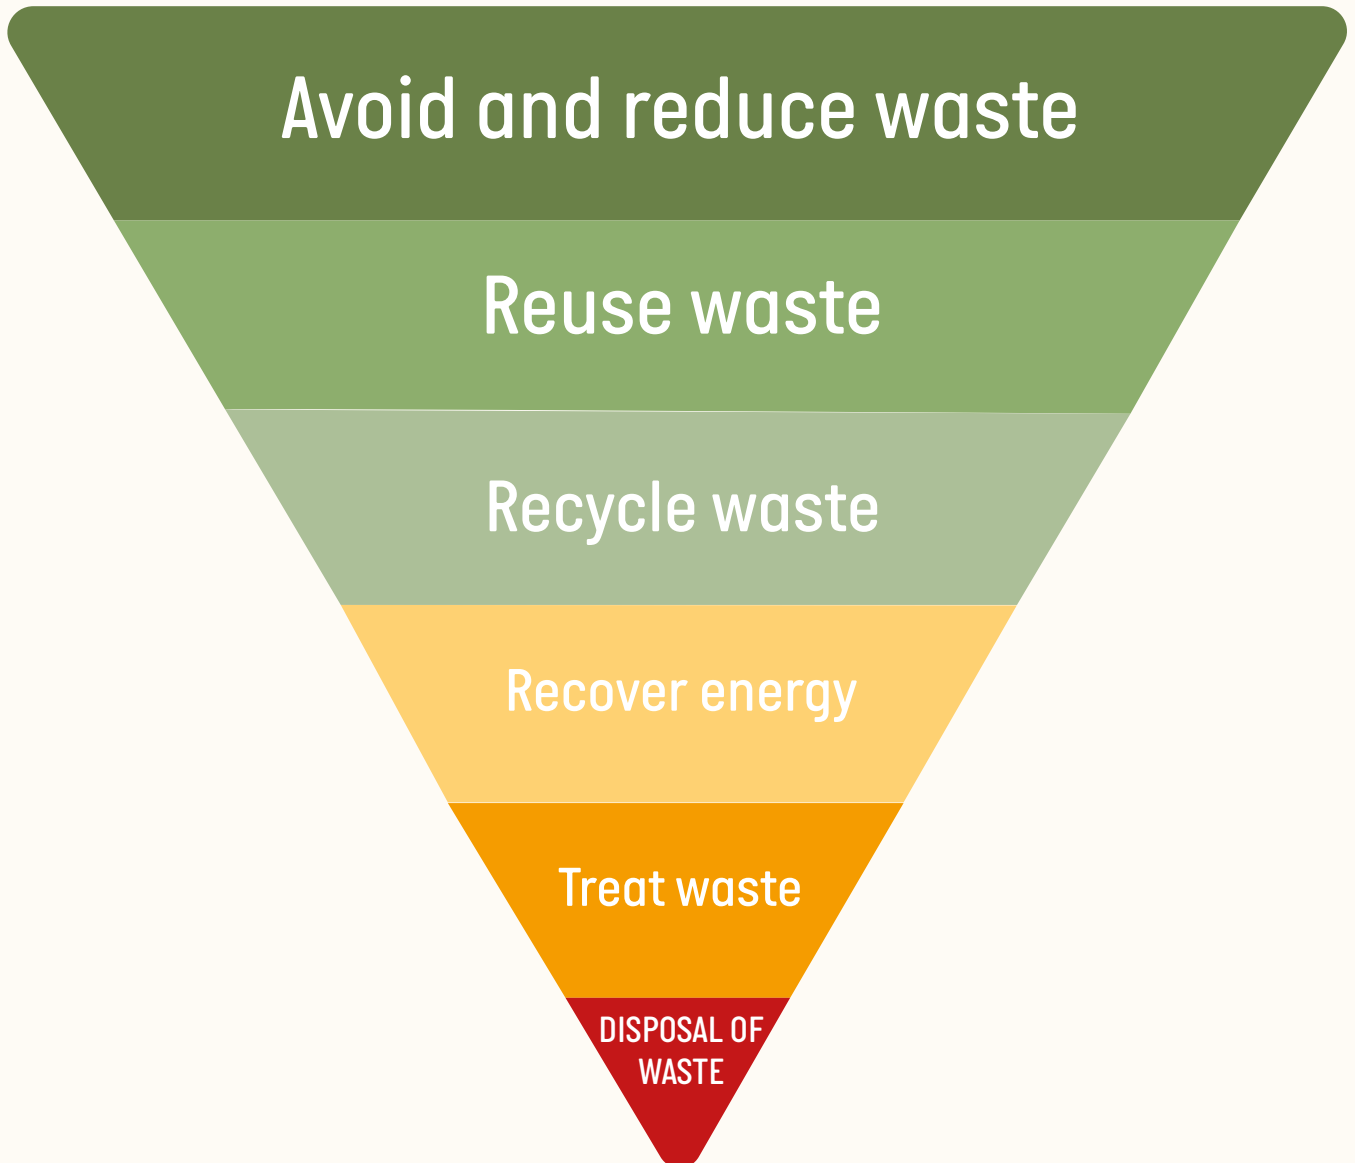 Avoid and reduce waste
Reuse waste
Recycle waste
Recover energy
Treat waste
DISPOSAL OF
WASTE